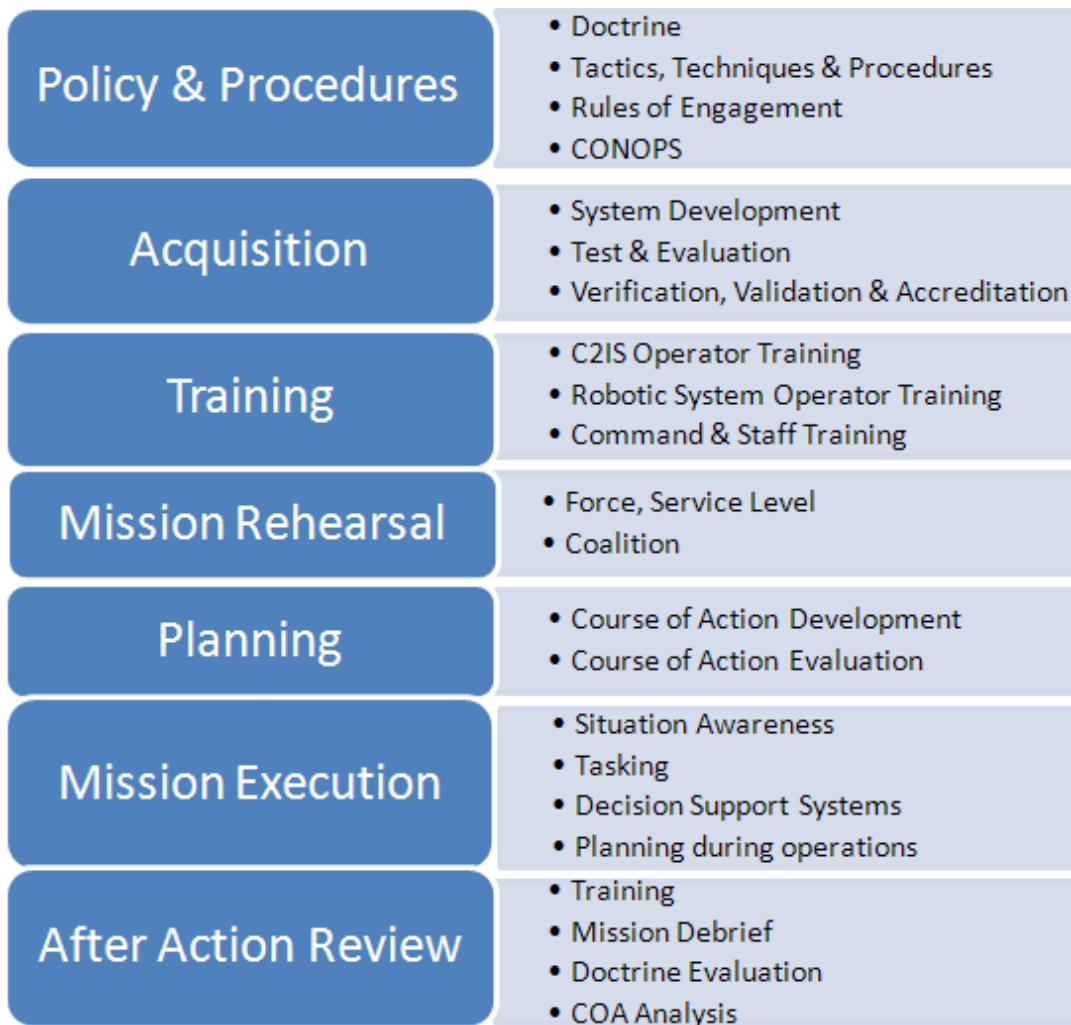 Policy & Procedures
• Doctrine
• Tactics, Techniques & Procedures
• Rules of Engagement
• CONOPS
Acquisition
• System Development
• Test & Evaluation
• Verification, Validation & Accreditation
Training
• C2IS Operator Training
• Robotic System Operator Training
• Command & Staff Training
Mission Rehearsal
• Force, Service Level
• Coalition
Planning
• Course of Action Development
• Course of Action Evaluation
Mission Execution
• Situation Awareness
• Tasking
• Decision Support Systems
• Planning during operations
After Action Review
• Training
• Mission Debrief
• Doctrine Evaluation
• COA Analysis